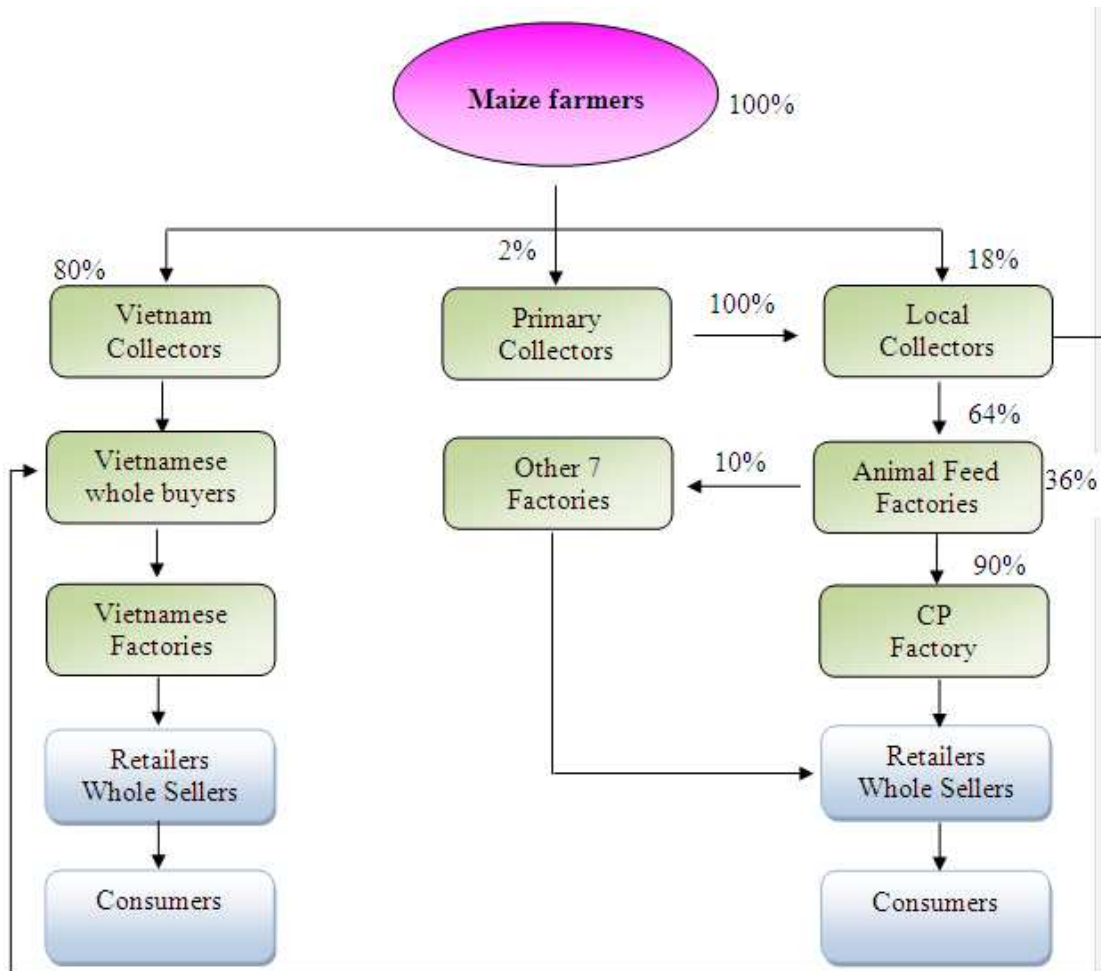 Maize farmers
100%
80%
2%
18%
Vietnam
Collectors
Primary
Collectors
100%
Local
Collectors
64%
Vietnamese
whole buyers
Other 7
Factories
10%
Animal Feed
Factories
36%
90%
Vietnamese
Factories
CP
Factory
Retailers
Whole Sellers
Retailers
Whole Sellers
Consumers
Consumers